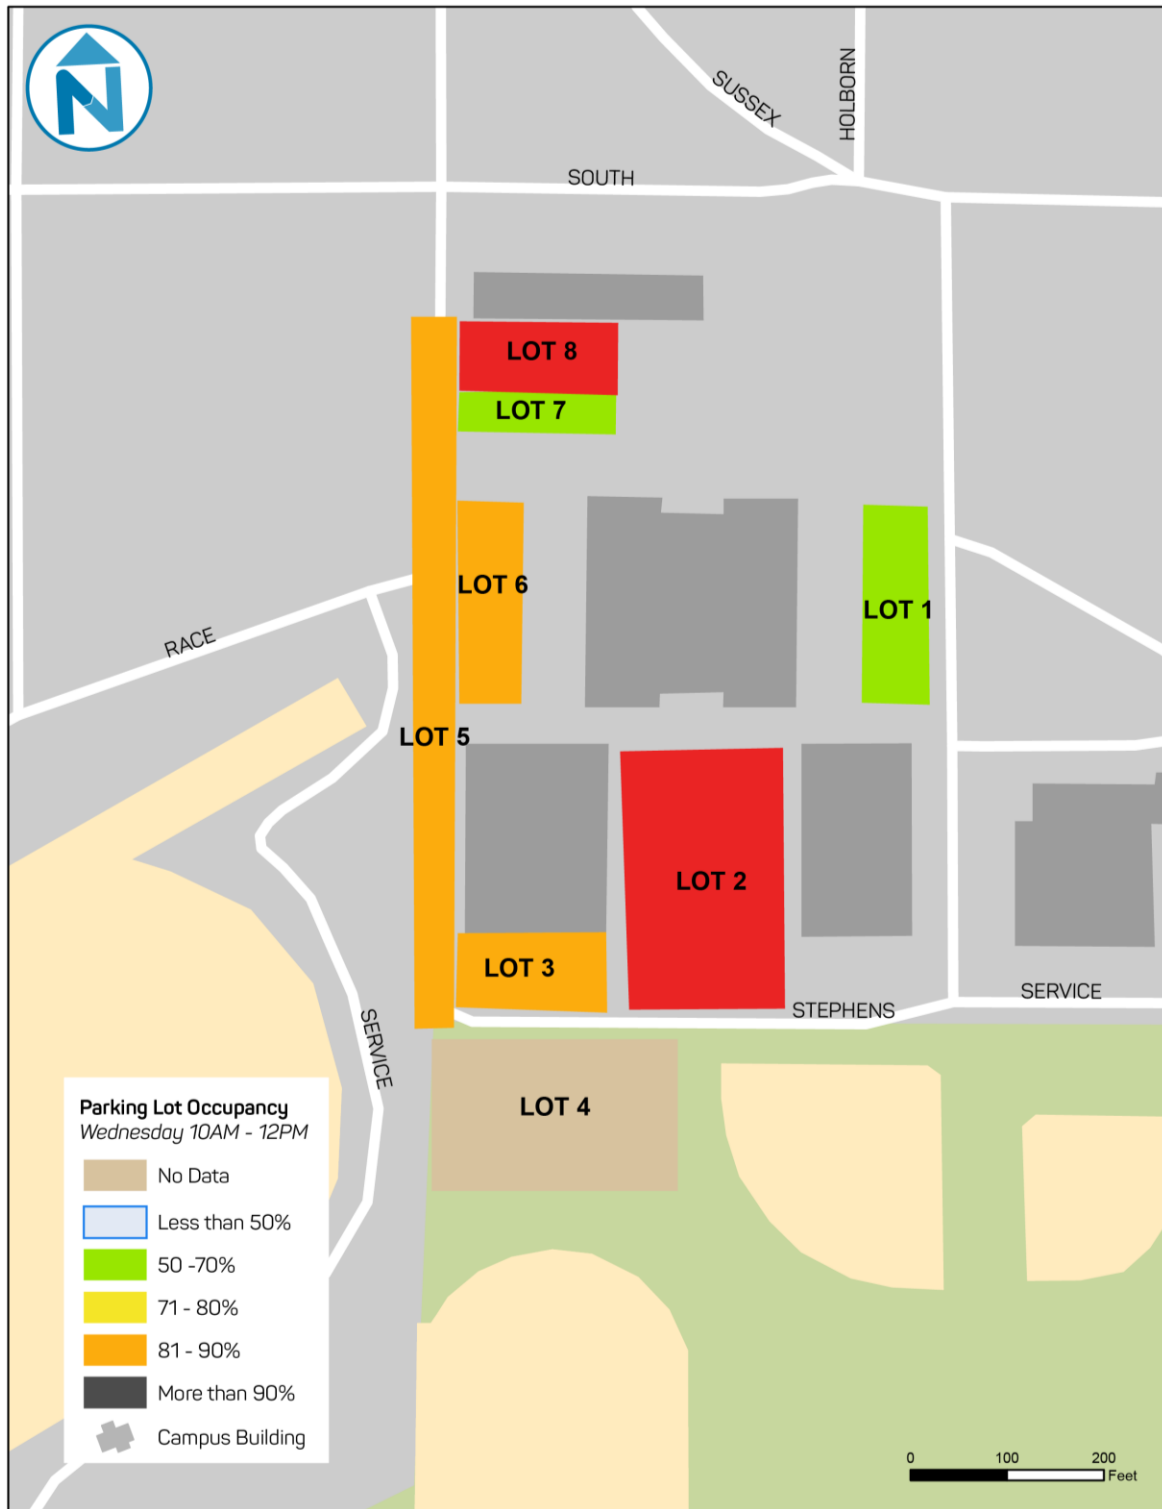 N
SUSSEX
HOLBORN
SOUTH
LOT 8
LOT 7
LOT 6
LOT 1
RACE
LOT 5
LOT 2
LOT 3
SERVICE
STEPHENS
SERVICE
LOT 4
Parking Lot Occupancy
Wednesday 10AM - 12PM
No Data
Less than 50%
50 -70%
71 - 80%
81 - 90%
More than 90%
Campus Building
0 100 200
Feet